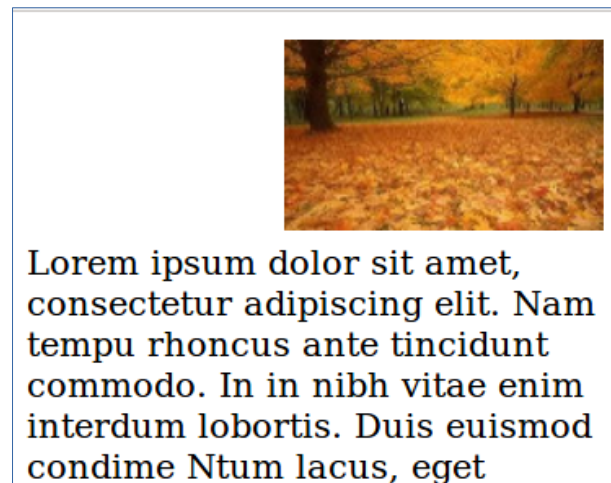 Lorem ipsum dolor sit amet,
consectetur adipiscing elit. Nam
tempu rhoncus ante tincidunt
commodo. In in nibh vitae enim
interdum lobortis. Duis euismod
condime Ntum lacus, eget